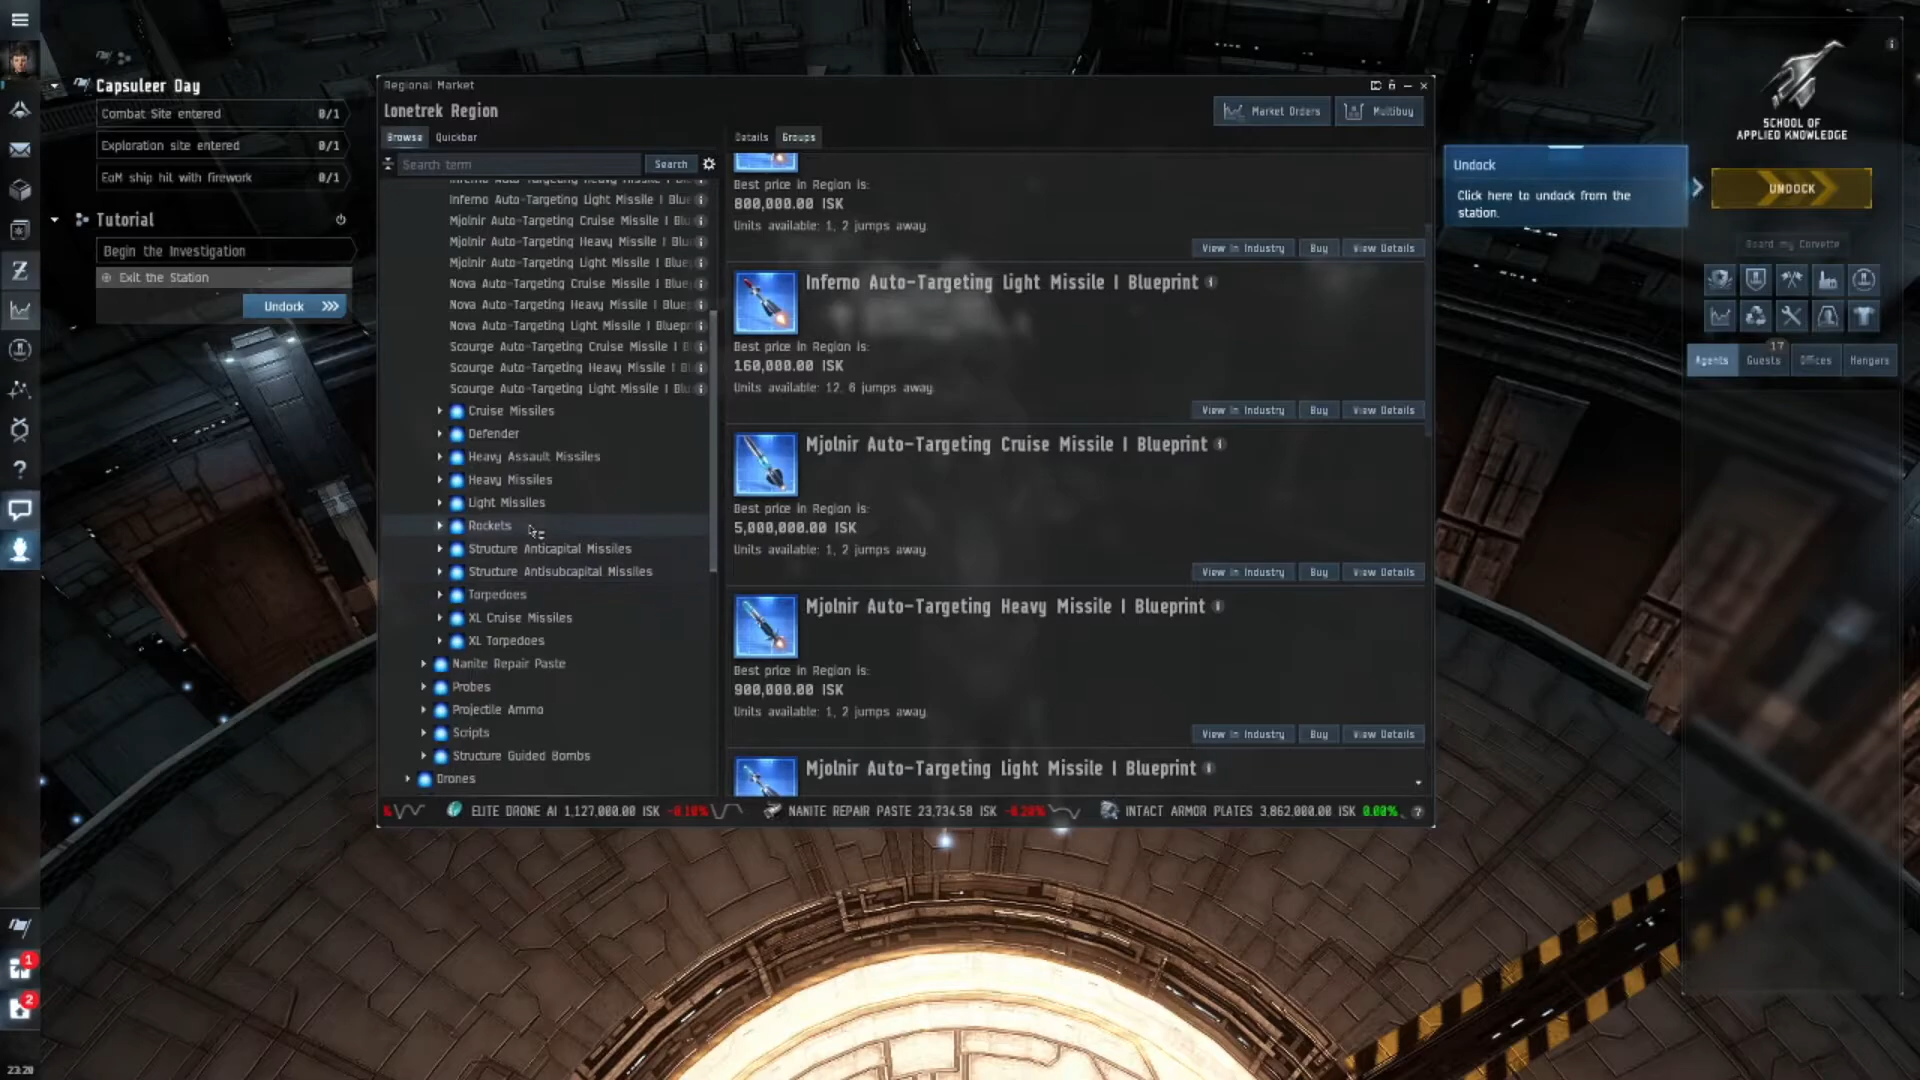 Capsuleer Day
Combat Site entered 0/1
Exploration site entered 0/1
EoM ship hit with firework 0/1
Tutorial
Begin the Investigation
Exit the Station
Undock
Regional Market
Lonetrek Region
Market Orders
Multibuy
Browse
Quickbar
Search term
Search
Inferno Auto-Targeting Heavy Missile I Blue
Inferno Auto-Targeting Light Missile I Blue
Mjolnir Auto-Targeting Cruise Missile I Blu
Mjolnir Auto-Targeting Heavy Missile I Blu
Mjolnir Auto-Targeting Light Missile I Blue
Nova Auto-Targeting Cruise Missile I Blue
Nova Auto-Targeting Heavy Missile I Blue
Nova Auto-Targeting Light Missile I Bluepr
Scourge Auto-Targeting Cruise Missile I B
Scourge Auto-Targeting Heavy Missile I B
Scourge Auto-Targeting Light Missile I Blu
Cruise Missiles
Defender
Heavy Assault Missiles
Heavy Missiles
Light Missiles
Rockets
Structure Anticapital Missiles
Structure Antisubcapital Missiles
Torpedoes
XL Cruise Missiles
XL Torpedoes
Nanite Repair Paste
Probes
Projectile Ammo
Scripts
Structure Guided Bombs
Drones
Details
Groups
Best price in Region is:
800,000.00 ISK
Units available: 1, 2 jumps away.
View in Industry Buy View Details
Inferno Auto-Targeting Light Missile I Blueprint
Best price in Region is:
160,000.00 ISK
Units available: 12, 6 jumps away.
View in Industry Buy View Details
Mjolnir Auto-Targeting Cruise Missile I Blueprint
Best price in Region is:
5,000,000.00 ISK
Units available: 1, 2 jumps away.
View in Industry Buy View Details
Mjolnir Auto-Targeting Heavy Missile I Blueprint
Best price in Region is:
900,000.00 ISK
Units available: 1, 2 jumps away.
View in Industry Buy View Details
Mjolnir Auto-Targeting Light Missile I Blueprint
ELITE DRONE AI 1,127,000.00 ISK -0.10% NANITE REPAIR PASTE 23,734.58 ISK -0.20% INTACT ARMOR PLATES 3,862,000.00 ISK 0.00%
Undock
Click here to undock from the
station.
SCHOOL OF
APPLIED KNOWLEDGE
UNDOCK
Board my Corvette
17
Agents
Guests
Offices
Hangars
1
2
23:20